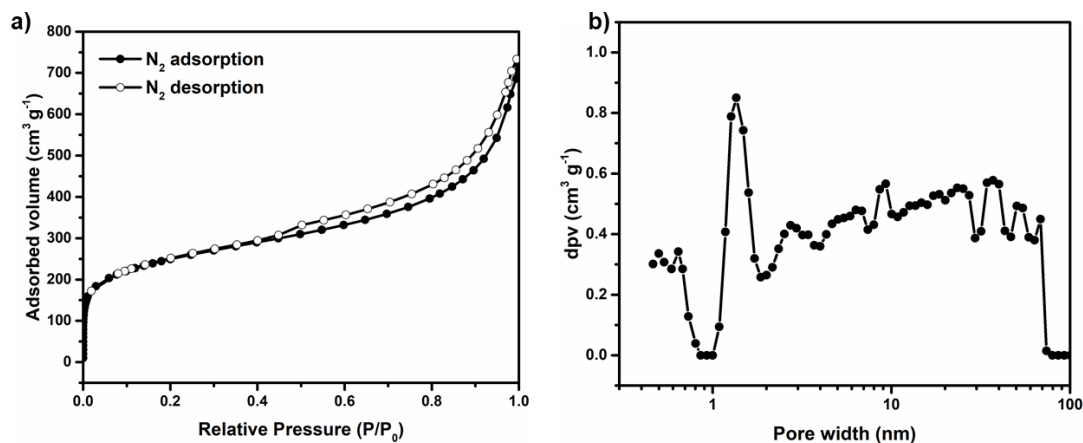 a)
N₂ adsorption
N₂ desorption
Adsorbed volume (cm³ g⁻¹)
800
700
600
500
400
300
200
100
0
0.0 0.2 0.4 0.6 0.8 1.0
Relative Pressure (P/P₀)
b)
dpv (cm³ g⁻¹)
1.0
0.8
0.6
0.4
0.2
0.0
1 10 100
Pore width (nm)